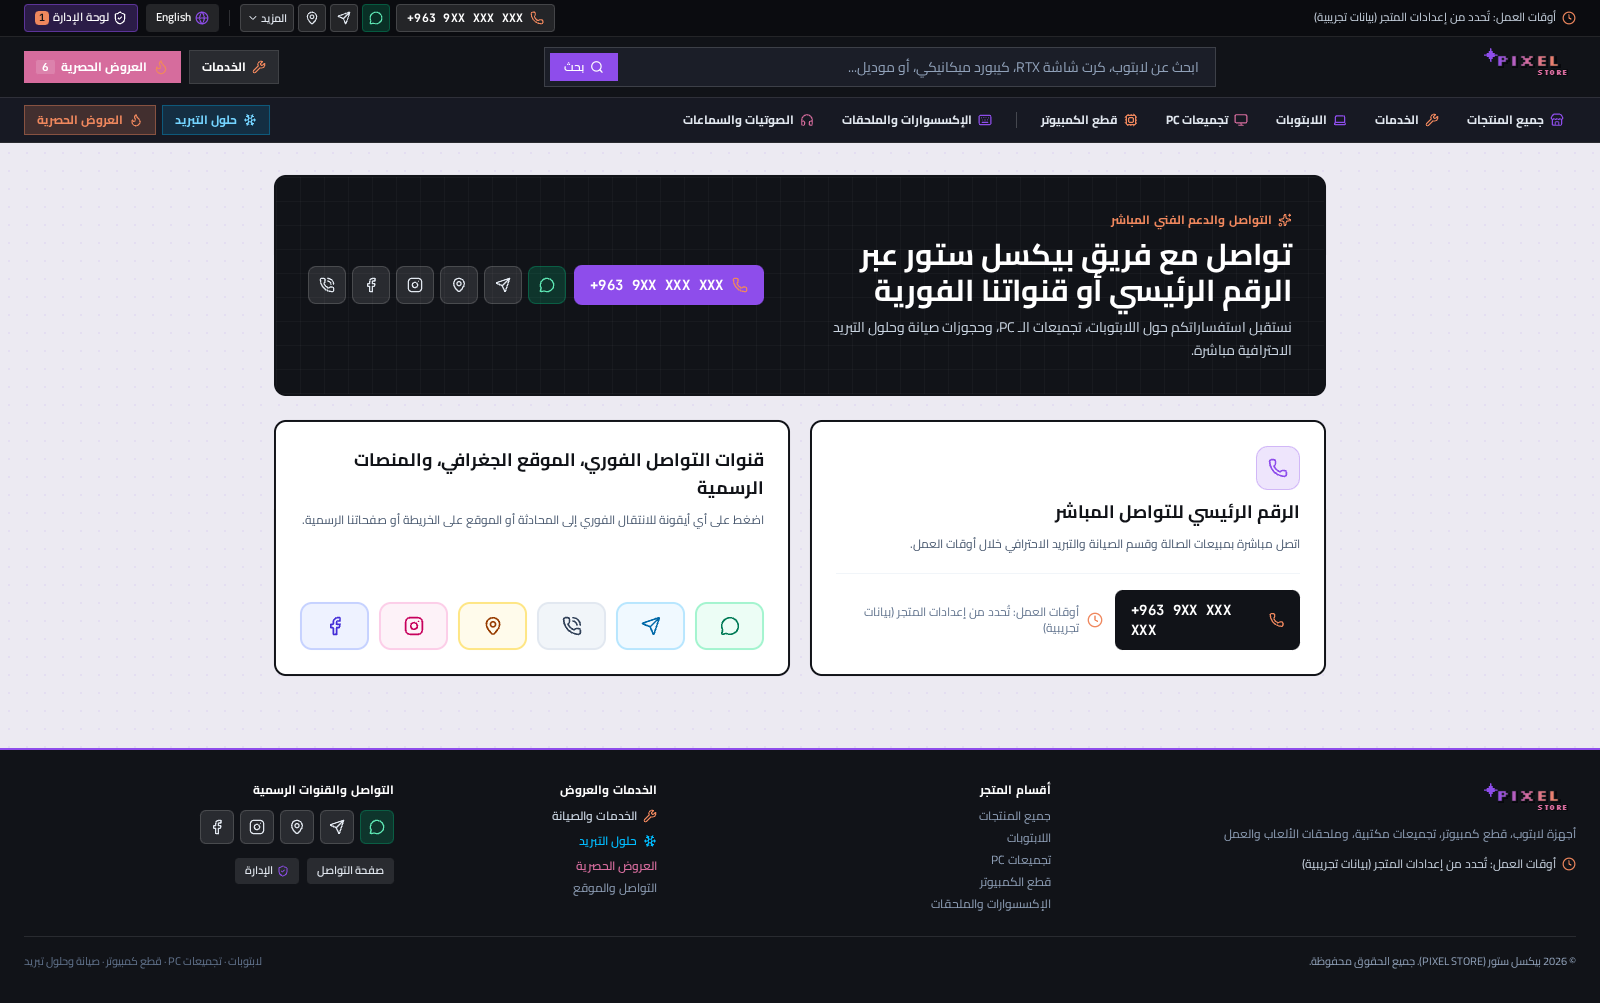 أوقات العمل: تُحدد من إعدادات المتجر (بيانات تجريبية)
+963 9XX XXX XXX
المزيد
English
لوحة الإدارة 1
PIXEL
STORE
ابحث عن لابتوب، كرت شاشة RTX، كيبورد ميكانيكي، أو موديل...
بحث
الخدمات
العروض الحصرية 6
جميع المنتجات
الخدمات
اللابتوبات
تجميعات PC
قطع الكمبيوتر
الإكسسوارات والملحقات
الصوتيات والسماعات
حلول التبريد
العروض الحصرية
التواصل والدعم الفني المباشر
تواصل مع فريق بيكسل ستور عبر
الرقم الرئيسي أو قنواتنا الفورية
نستقبل استفساراتكم حول اللابتوبات، تجميعات الـ PC، وحجوزات صيانة وحلول التبريد
الاحترافية مباشرة.
+963 9XX XXX XXX
الرقم الرئيسي للتواصل المباشر
اتصل مباشرة بمبيعات الصالة وقسم الصيانة والتبريد الاحترافي خلال أوقات العمل.
+963 9XX XXX
XXX
أوقات العمل: تُحدد من إعدادات المتجر (بيانات
تجريبية)
قنوات التواصل الفوري، الموقع الجغرافي، والمنصات
الرسمية
اضغط على أي أيقونة للانتقال الفوري إلى المحادثة أو الموقع على الخريطة أو صفحاتنا الرسمية.
PIXEL
STORE
أجهزة لابتوب، قطع كمبيوتر، تجميعات مكتبية، وملحقات الألعاب والعمل
أوقات العمل: تُحدد من إعدادات المتجر (بيانات تجريبية)
أقسام المتجر
جميع المنتجات
اللابتوبات
تجميعات PC
قطع الكمبيوتر
الإكسسوارات والملحقات
الخدمات والعروض
الخدمات والصيانة
حلول التبريد
العروض الحصرية
التواصل والموقع
التواصل والقنوات الرسمية
صفحة التواصل
الإدارة
© 2026 بيكسل ستور (PIXEL STORE). جميع الحقوق محفوظة.
لابتوبات · تجميعات PC · قطع كمبيوتر · صيانة وحلول تبريد